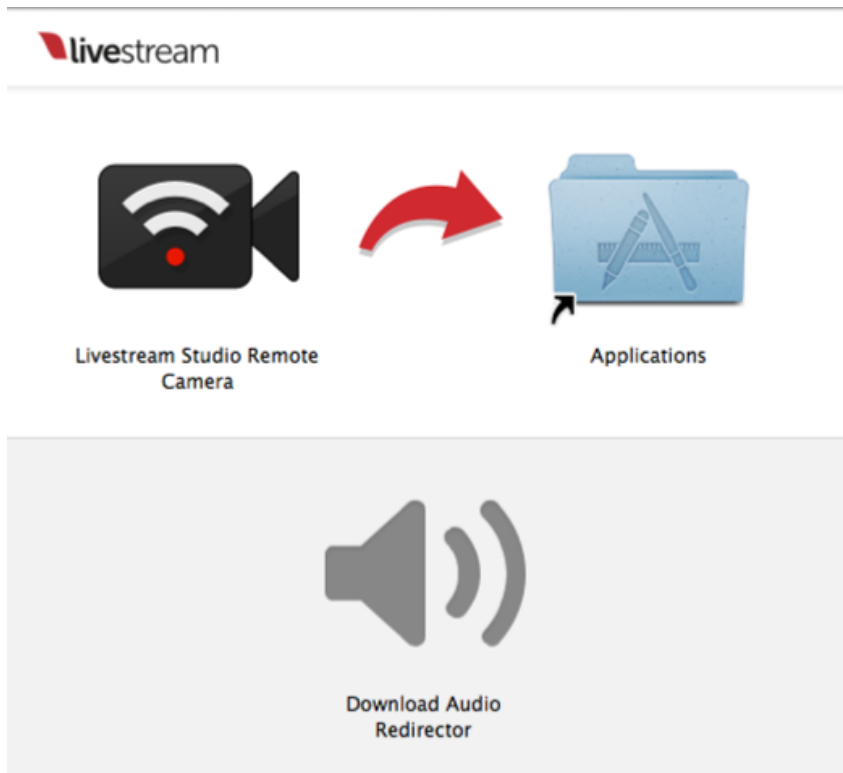 livestream
Livestream Studio Remote
Camera
Applications
Download Audio
Redirector